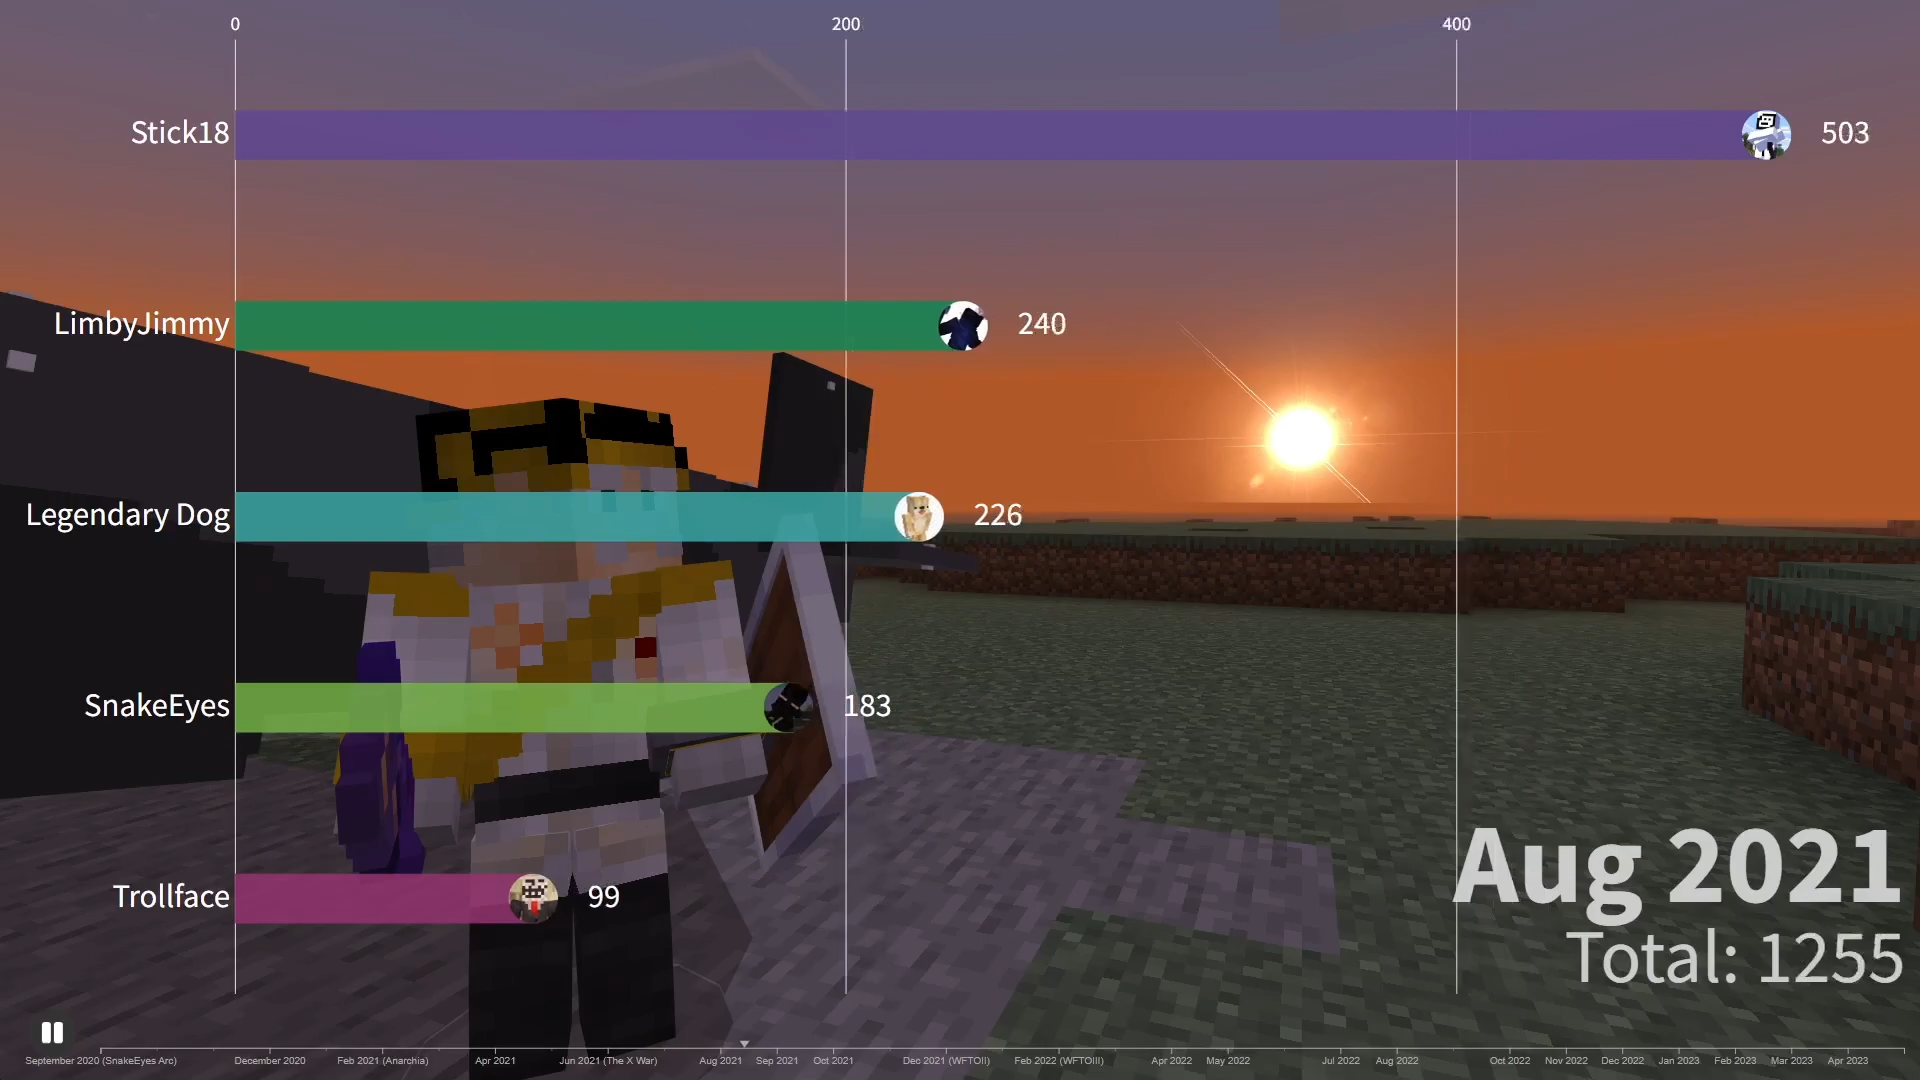 0 200 400
Stick18 503
LimbyJimmy 240
Legendary Dog 226
SnakeEyes 183
Trollface 99
Aug 2021
Total: 1255
September 2020 (SnakeEyes Arc) December 2020 Feb 2021 (Anarchia) Apr 2021 Jun 2021 (The X War) Aug 2021 Sep 2021 Oct 2021 Dec 2021 (WFTOII) Feb 2022 (WFTOIII) Apr 2022 May 2022 Jul 2022 Aug 2022 Oct 2022 Nov 2022 Dec 2022 Jan 2023 Feb 2023 Mar 2023 Apr 2023